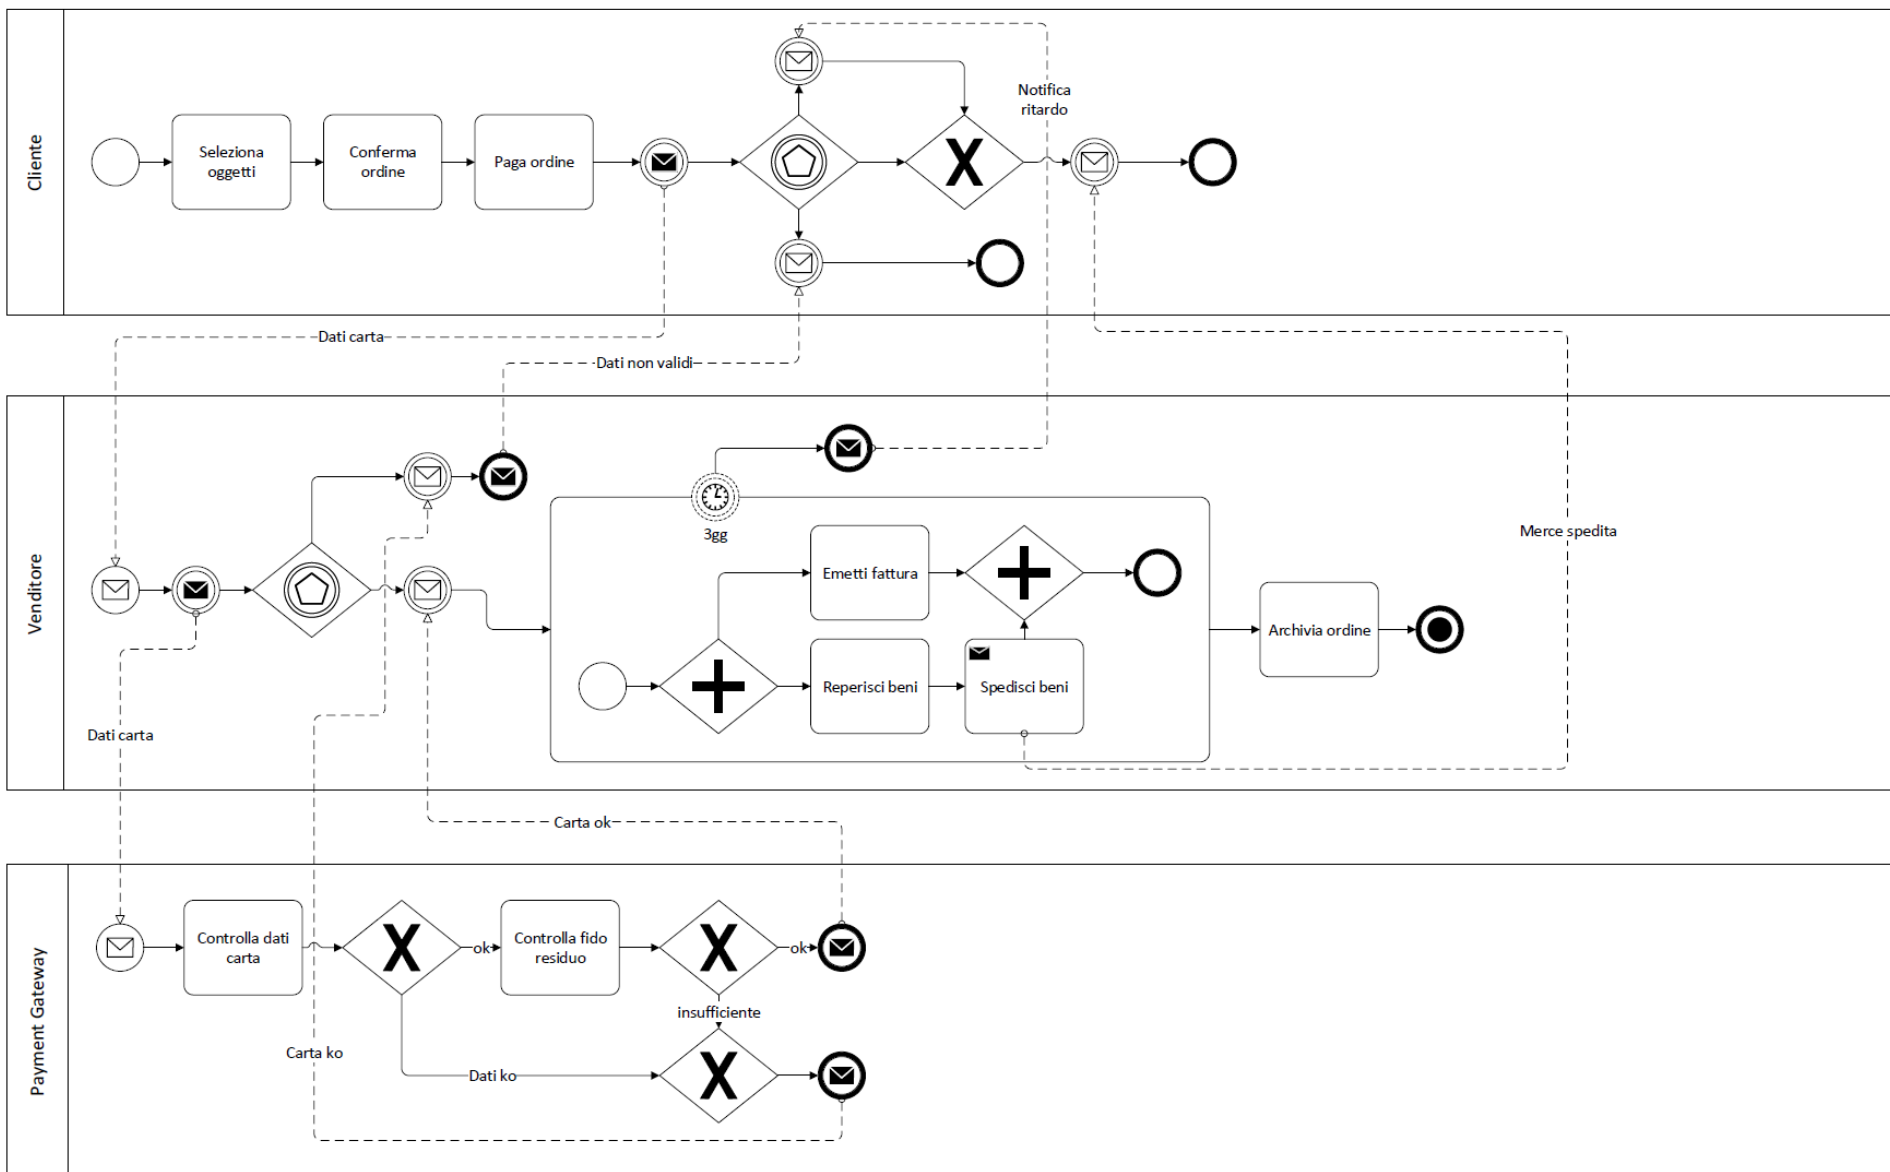 Cliente
Seleziona
oggetti
Conferma
ordine
Paga ordine
Notifica
ritardo
Dati carta
Dati non validi
Venditore
3gg
Emetti fattura
Reperisci beni
Spedisci beni
Archivia ordine
Merce spedita
Dati carta
Carta ok
Payment Gateway
Controlla dati
carta
ok
Controlla fido
residuo
ok
insufficiente
Carta ko
Dati ko